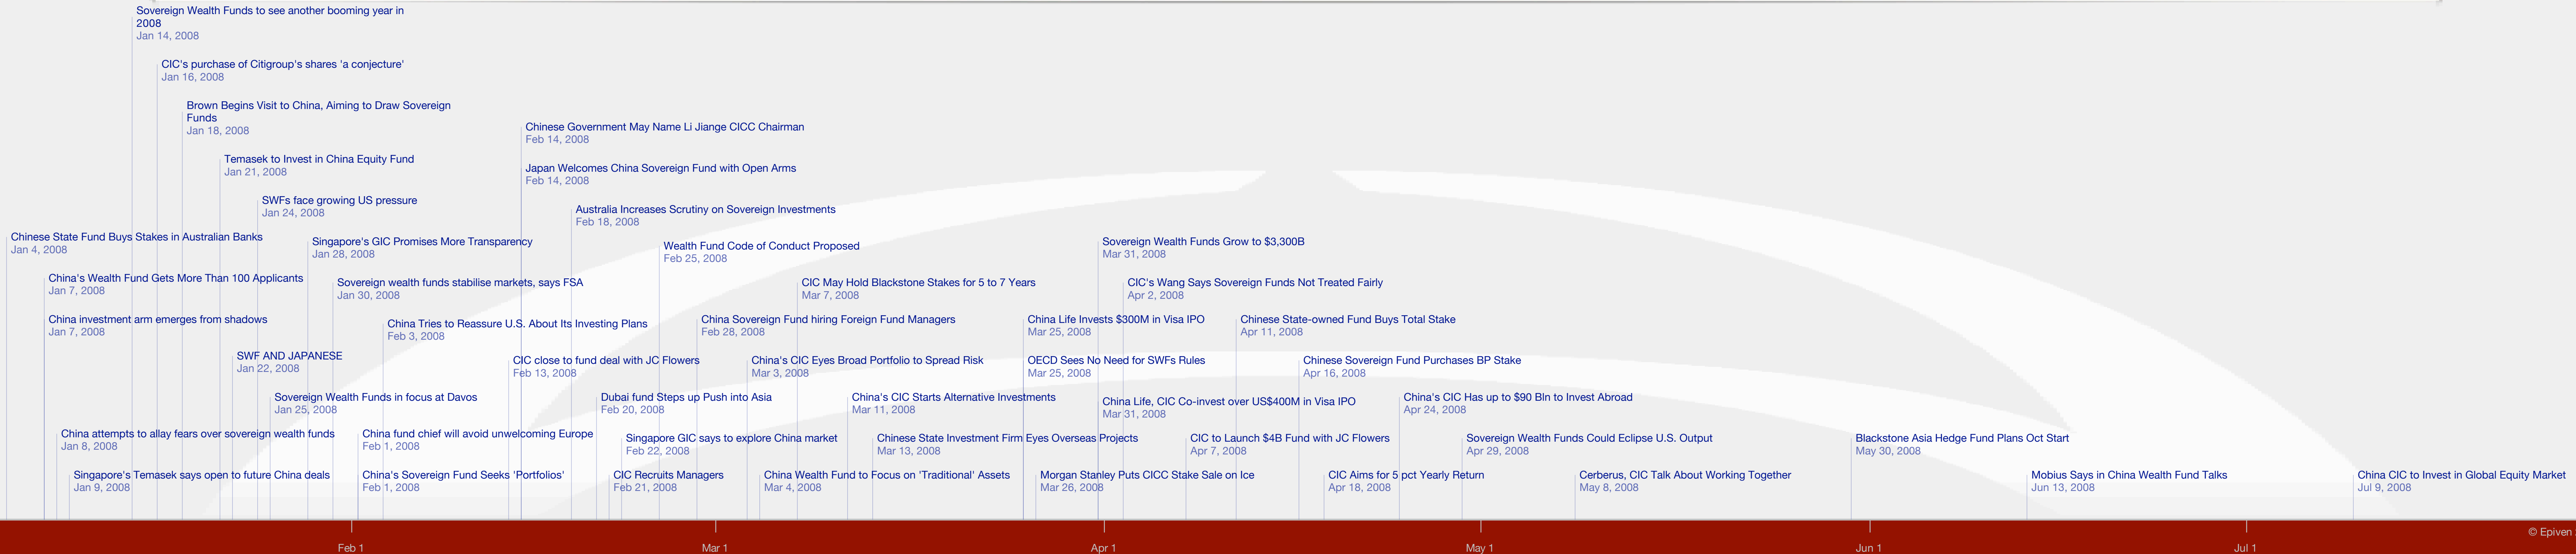 Sovereign Wealth Funds to see another booming year in
2008
Jan 14, 2008
CIC's purchase of Citigroup's shares 'a conjecture'
Jan 16, 2008
Brown Begins Visit to China, Aiming to Draw Sovereign
Funds
Jan 18, 2008
Chinese Government May Name Li Jiange CICC Chairman
Feb 14, 2008
Temasek to Invest in China Equity Fund
Jan 21, 2008
Japan Welcomes China Sovereign Fund with Open Arms
Feb 14, 2008
SWFs face growing US pressure
Jan 24, 2008
Australia Increases Scrutiny on Sovereign Investments
Feb 18, 2008
Chinese State Fund Buys Stakes in Australian Banks
Jan 4, 2008
Singapore's GIC Promises More Transparency
Jan 28, 2008
Wealth Fund Code of Conduct Proposed
Feb 25, 2008
Sovereign Wealth Funds Grow to $3,300B
Mar 31, 2008
China's Wealth Fund Gets More Than 100 Applicants
Jan 7, 2008
Sovereign wealth funds stabilise markets, says FSA
Jan 30, 2008
CIC May Hold Blackstone Stakes for 5 to 7 Years
Mar 7, 2008
CIC's Wang Says Sovereign Funds Not Treated Fairly
Apr 2, 2008
China investment arm emerges from shadows
Jan 7, 2008
China Tries to Reassure U.S. About Its Investing Plans
Feb 3, 2008
China Sovereign Fund hiring Foreign Fund Managers
Feb 28, 2008
China Life Invests $300M in Visa IPO
Mar 25, 2008
Chinese State-owned Fund Buys Total Stake
Apr 11, 2008
SWF AND JAPANESE
Jan 22, 2008
CIC close to fund deal with JC Flowers
Feb 13, 2008
China's CIC Eyes Broad Portfolio to Spread Risk
Mar 3, 2008
OECD Sees No Need for SWFs Rules
Mar 25, 2008
Chinese Sovereign Fund Purchases BP Stake
Apr 16, 2008
Sovereign Wealth Funds in focus at Davos
Jan 25, 2008
Dubai fund Steps up Push into Asia
Feb 20, 2008
China's CIC Starts Alternative Investments
Mar 11, 2008
China Life, CIC Co-invest over US$400M in Visa IPO
Mar 31, 2008
China's CIC Has up to $90 Bln to Invest Abroad
Apr 24, 2008
China attempts to allay fears over sovereign wealth funds
Jan 8, 2008
China fund chief will avoid unwelcoming Europe
Feb 1, 2008
Singapore GIC says to explore China market
Feb 22, 2008
Chinese State Investment Firm Eyes Overseas Projects
Mar 13, 2008
CIC to Launch $4B Fund with JC Flowers
Apr 7, 2008
Sovereign Wealth Funds Could Eclipse U.S. Output
Apr 29, 2008
Blackstone Asia Hedge Fund Plans Oct Start
May 30, 2008
Singapore's Temasek says open to future China deals
Jan 9, 2008
China's Sovereign Fund Seeks 'Portfolios'
Feb 1, 2008
CIC Recruits Managers
Feb 21, 2008
China Wealth Fund to Focus on 'Traditional' Assets
Mar 4, 2008
Morgan Stanley Puts CICC Stake Sale on Ice
Mar 26, 2008
CIC Aims for 5 pct Yearly Return
Apr 18, 2008
Cerberus, CIC Talk About Working Together
May 8, 2008
Mobius Says in China Wealth Fund Talks
Jun 13, 2008
China CIC to Invest in Global Equity Market
Jul 9, 2008
© Epiven
Feb 1
Mar 1
Apr 1
May 1
Jun 1
Jul 1